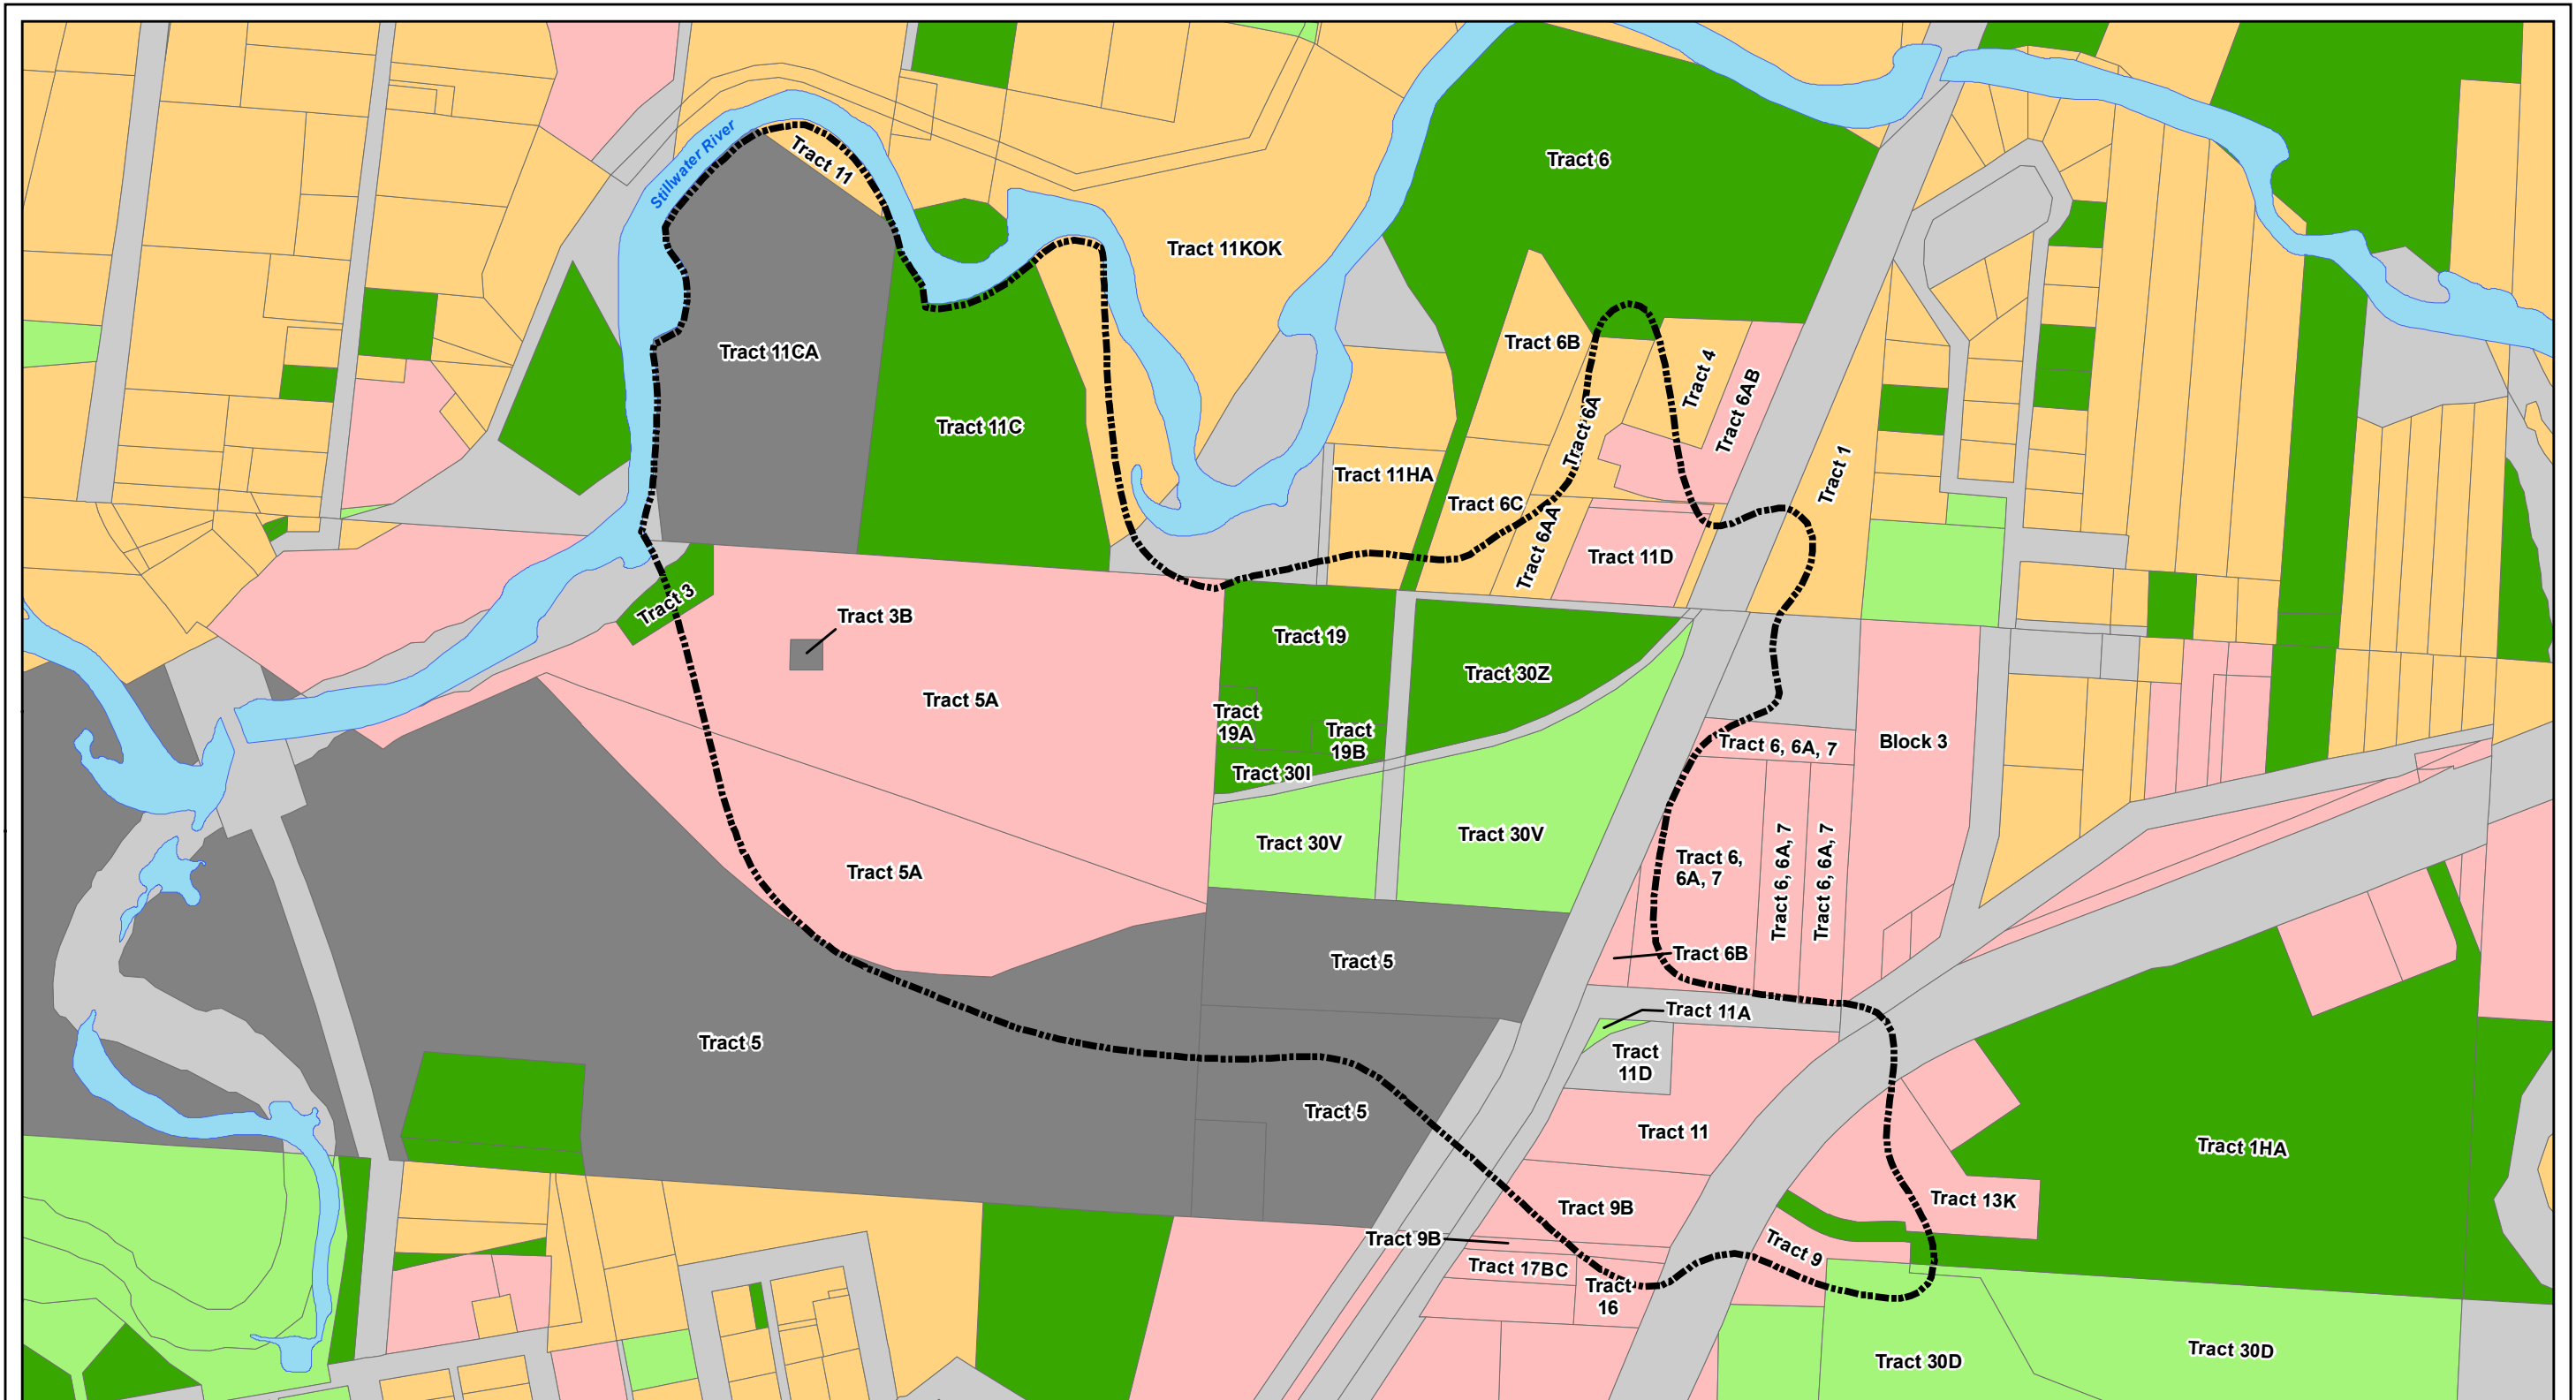 Stillwater River
Tract 11
Tract 6
Tract 11KOK
Tract 11CA
Tract 6B
Tract 4
Tract 6AB
Tract 11C
Tract 6A
Tract 1
Tract 11HA
Tract 6C
Tract 6AA
Tract 11D
Tract 3
Tract 3B
Tract 19
Tract 30Z
Tract 5A
Tract
19A
Tract
19B
Tract 6, 6A, 7
Block 3
Tract 30I
Tract 30V
Tract 30V
Tract 5A
Tract 6,
6A, 7
Tract 6, 6A, 7
Tract 6, 6A, 7
Tract 6B
Tract 5
Tract 11A
Tract 5
Tract
11D
Tract 5
Tract 11
Tract 1HA
Tract 13K
Tract 9B
Tract 9B
Tract 9
Tract 17BC
Tract
16
Tract 30D
Tract 30D